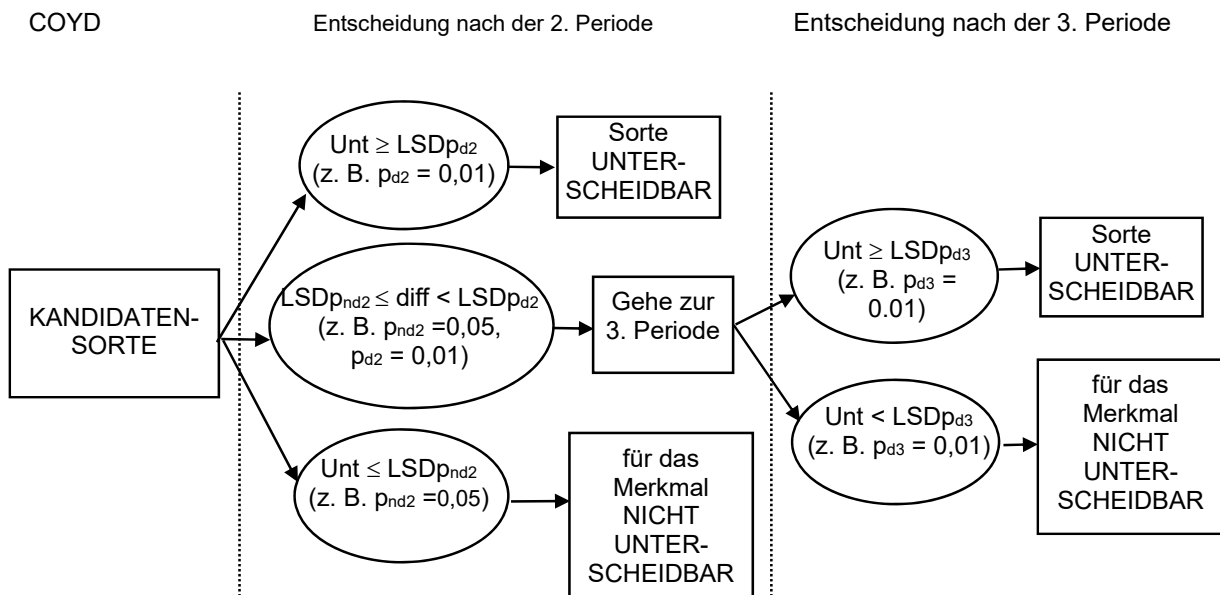 COYD
Entscheidung nach der 2. Periode
Entscheidung nach der 3. Periode
KANDIDATEN-
SORTE
Unt ≥ LSDpd2
(z. B. pd2 = 0,01)
Sorte
UNTER-
SCHEIDBAR
LSDpnd2 ≤ diff < LSDpd2
(z. B. pnd2 =0,05,
pd2 = 0,01)
Gehe zur
3. Periode
Unt ≤ LSDpnd2
(z. B. pnd2 =0,05)
für das
Merkmal
NICHT
UNTER-
SCHEIDBAR
Unt ≥ LSDpd3
(z. B. pd3 =
0.01)
Sorte
UNTER-
SCHEIDBAR
Unt < LSDpd3
(z. B. pd3 = 0,01)
für das
Merkmal
NICHT
UNTER-
SCHEIDBAR